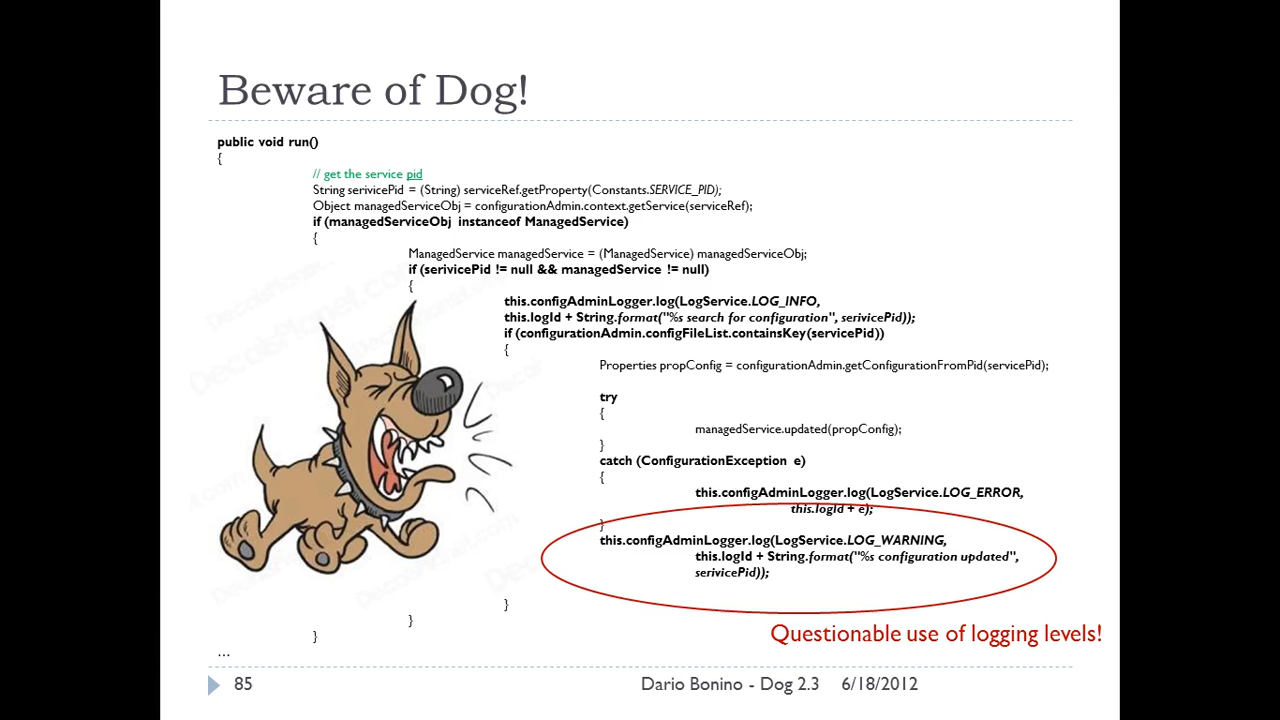 Beware of Dog!
public void run()
{
// get the service pid
String serivicePid = (String) serviceRef.getProperty(Constants.SERVICE_PID);
Object managedServiceObj = configurationAdmin.context.getService(serviceRef);
if (managedServiceObj instanceof ManagedService)
{
ManagedService managedService = (ManagedService) managedServiceObj;
if (serivicePid != null && managedService != null)
{
this.configAdminLogger.log(LogService.LOG_INFO,
this.logId + String.format("%s search for configuration", serivicePid));
if (configurationAdmin.configFileList.containsKey(servicePid))
{
Properties propConfig = configurationAdmin.getConfigurationFromPid(servicePid);
try
{
managedService.updated(propConfig);
}
catch (ConfigurationException e)
{
this.configAdminLogger.log(LogService.LOG_ERROR,
this.logId + e);
}
this.configAdminLogger.log(LogService.LOG_WARNING,
this.logId + String.format("%s configuration updated",
serivicePid));
}
}
}
Questionable use of logging levels!
...
85
Dario Bonino - Dog 2.3 6/18/2012